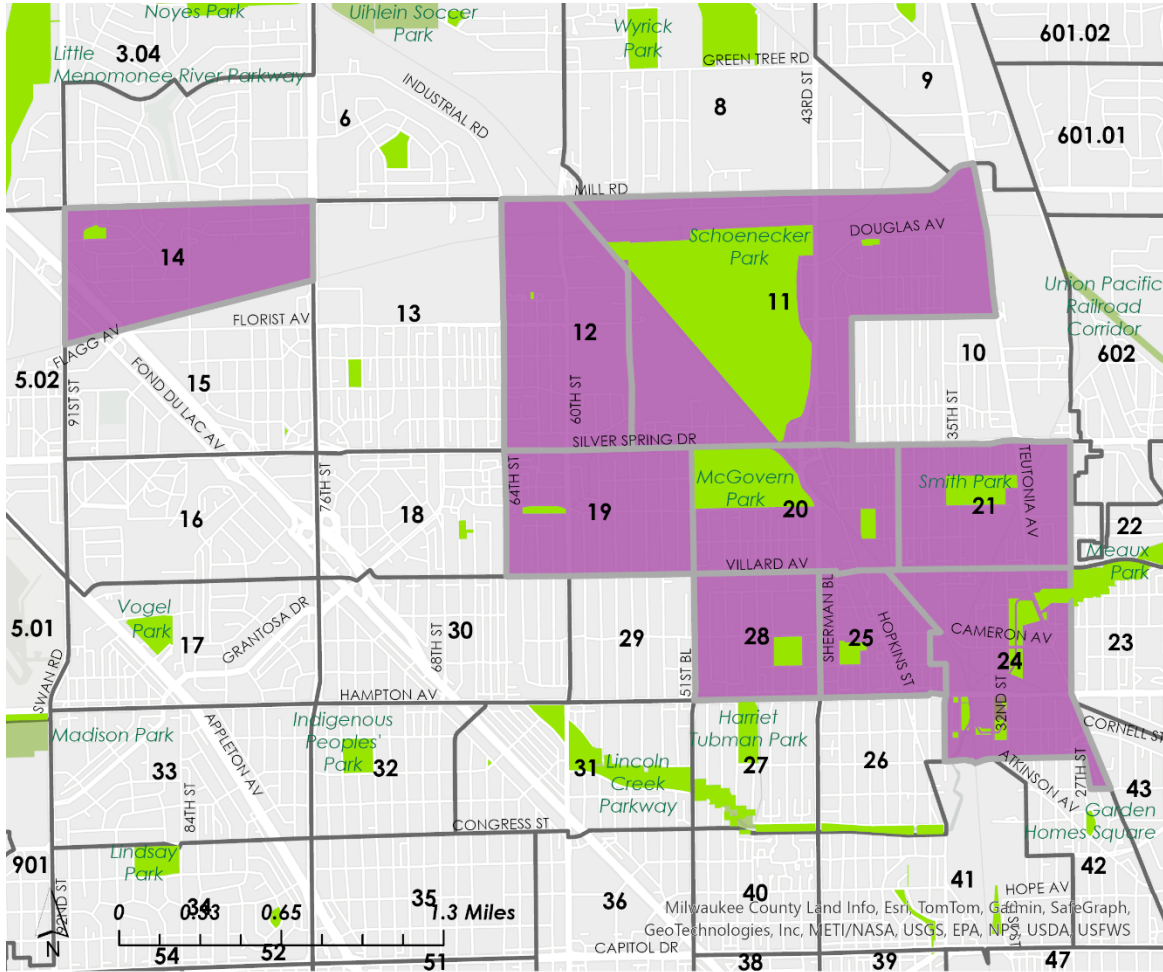 Noyes Park
Uihlein Soccer
Park
Wyrick
Park
601.02
Little
3.04
Menomonee River Parkway
GREEN TREE RD
9
INDUSTRIAL RD
43RD ST
8
6
601.01
MILL RD
DOUGLAS AV
Schoenecker
Park
14
Union Pacific
Railroad
Corridor
11
13
FLORIST AV
12
10
602
FLAGG AV
5.02
15
FOND DU LAC AV
91ST ST
60TH ST
35TH ST
SILVER SPRING DR
TEUTONIA AV
76TH ST
64TH ST
McGovern
Park
Smith Park
16
18
19
20
21
22
Meaux
Park
VILLARD AV
Vogel
Park
5.01
17
GRANTOSA DR
30
68TH ST
29
28
SHERMAN BL
25
HOPKINS ST
CAMERON AV
24
23
51ST BL
32ND ST
SWAN RD
HAMPTON AV
Madison Park
APPLETON AV
Indigenous
Peoples'
Park
Harriet
Tubman Park
CORNELL ST
33
32
31
Lincoln
Creek
Parkway
27
26
ATKINSON AV
27TH ST
43
84TH ST
Garden
Homes Square
CONGRESS ST
Lindsay
Park
901
42
92ND ST
34
35
36
40
41
HOPE AV
0
0.33
0.65
1.3 Miles
N
Milwaukee County Land Info, Esri, TomTom, Garmin, SafeGraph,
GeoTechnologies, Inc, METI/NASA, USGS, EPA, NPS, USDA, USFWS
CAPITOL DR
54
52
51
38
39
47